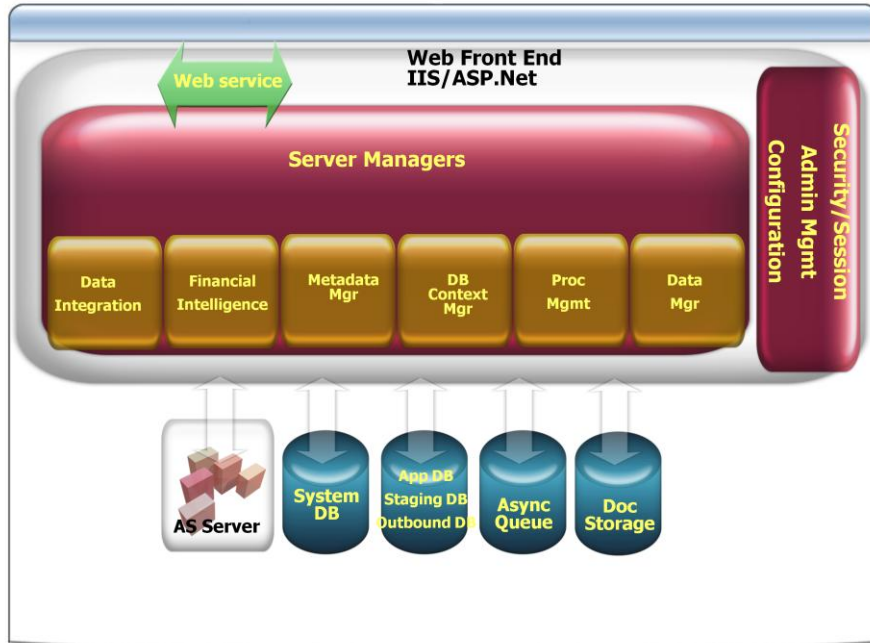 Web Front End
IIS/ASP.Net
Web service
Server Managers
Data
Integration
Financial
Intelligence
Metadata
Mgr
DB
Context
Mgr
Proc
Mgmt
Data
Mgr
Security/Session
Admin Mgmt
Configuration
AS Server
System
DB
App DB
Staging DB
Outbound DB
Async
Queue
Doc
Storage